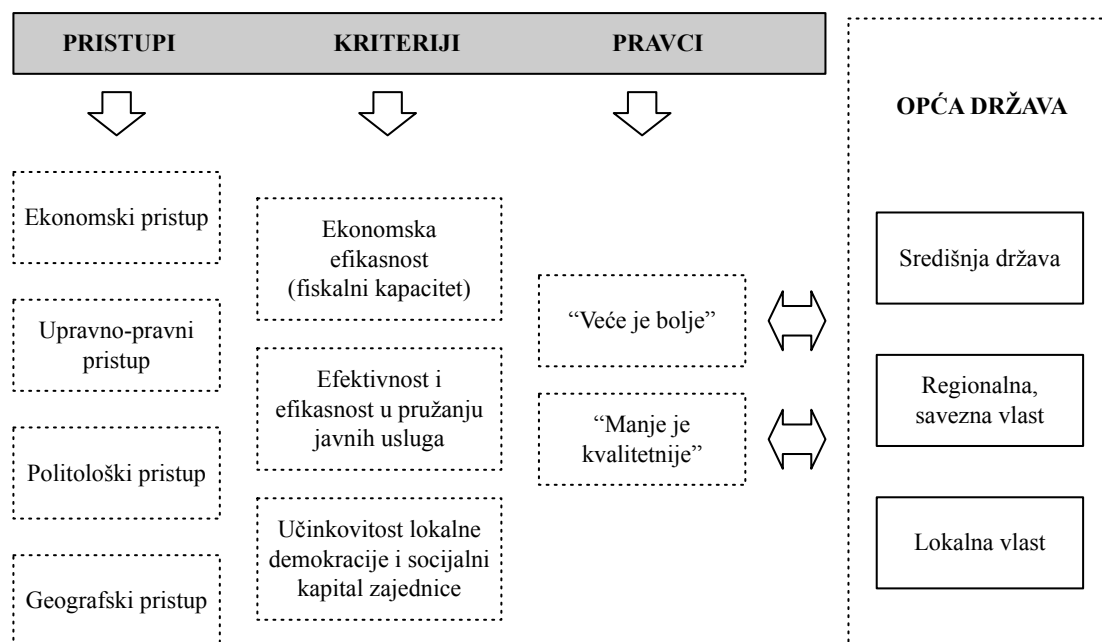 PRISTUPI
KRITERIJI
PRAVCI
OPĆA DRŽAVA
Ekonomski pristup
Upravno-pravni
pristup
Politološki pristup
Geografski pristup
Ekonomska
efikasnost
(fiskalni kapacitet)
Efektivnost i
efikasnost u pružanju
javnih usluga
Učinkovitost lokalne
demokracije i socijalni
kapital zajednice
“Veće je bolje”
“Manje je
kvalitetnije”
Središnja država
Regionalna,
savezna vlast
Lokalna vlast